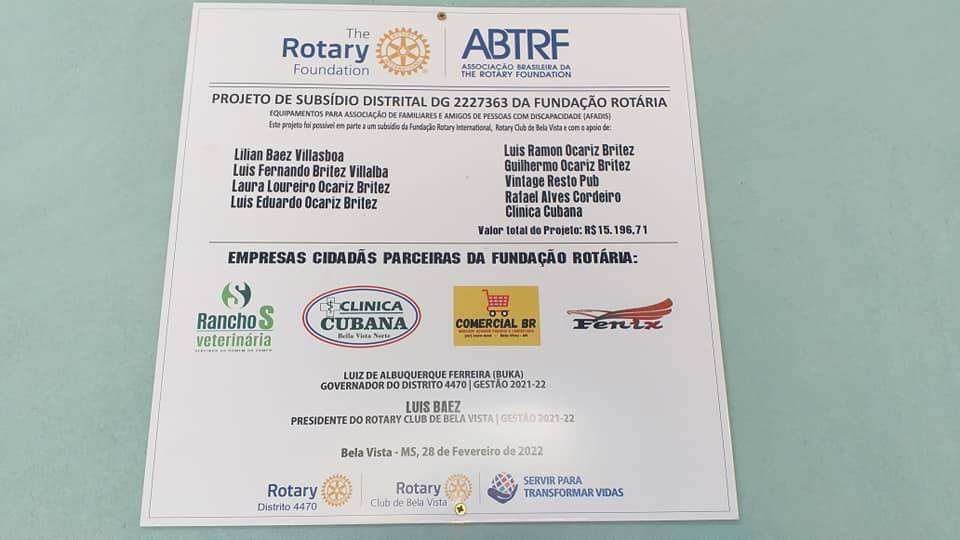 The
Rotary
Foundation
ABTRF
ASSOCIAÇÃO BRASILEIRA DA
THE ROTARY FOUNDATION
PROJETO DE SUBSÍDIO DISTRITAL DG 2227363 DA FUNDAÇÃO ROTÁRIA
EQUIPAMENTOS PARA ASSOCIAÇÃO DE FAMILIARES E AMIGOS DE PESSOAS COM DISCAPACIDADE (AFADIS)
Este projeto foi possível em parte a um subsídio da Fundação Rotary International, Rotary Club de Bela Vista e com o apoio de:
Lilian Baez Villasboa
Luis Fernando Britez Villalba
Laura Loureiro Ocariz Britez
Luis Eduardo Ocariz Britez
Luis Ramon Ocariz Britez
Guilhermo Ocariz Britez
Vintage Resto Pub
Rafael Alves Cordeiro
Clínica Cubana
Valor total do Projeto: R$15.196,71
EMPRESAS CIDADÃS PARCEIRAS DA FUNDAÇÃO ROTÁRIA:
Rancho S
veterinária
CLINICA
CUBANA
Bella Vista Norte
COMERCIAL BR
Fenix
LUIZ DE ALBUQUERQUE FERREIRA (BUKA)
GOVERNADOR DO DISTRITO 4470 | GESTÃO 2021-22
LUIS BAEZ
PRESIDENTE DO ROTARY CLUB DE BELA VISTA | GESTÃO 2021-22
Bela Vista - MS, 28 de Fevereiro de 2022
Rotary
Distrito 4470
Rotary
Club de Bela Vista
SERVIR PARA
TRANSFORMAR VIDAS